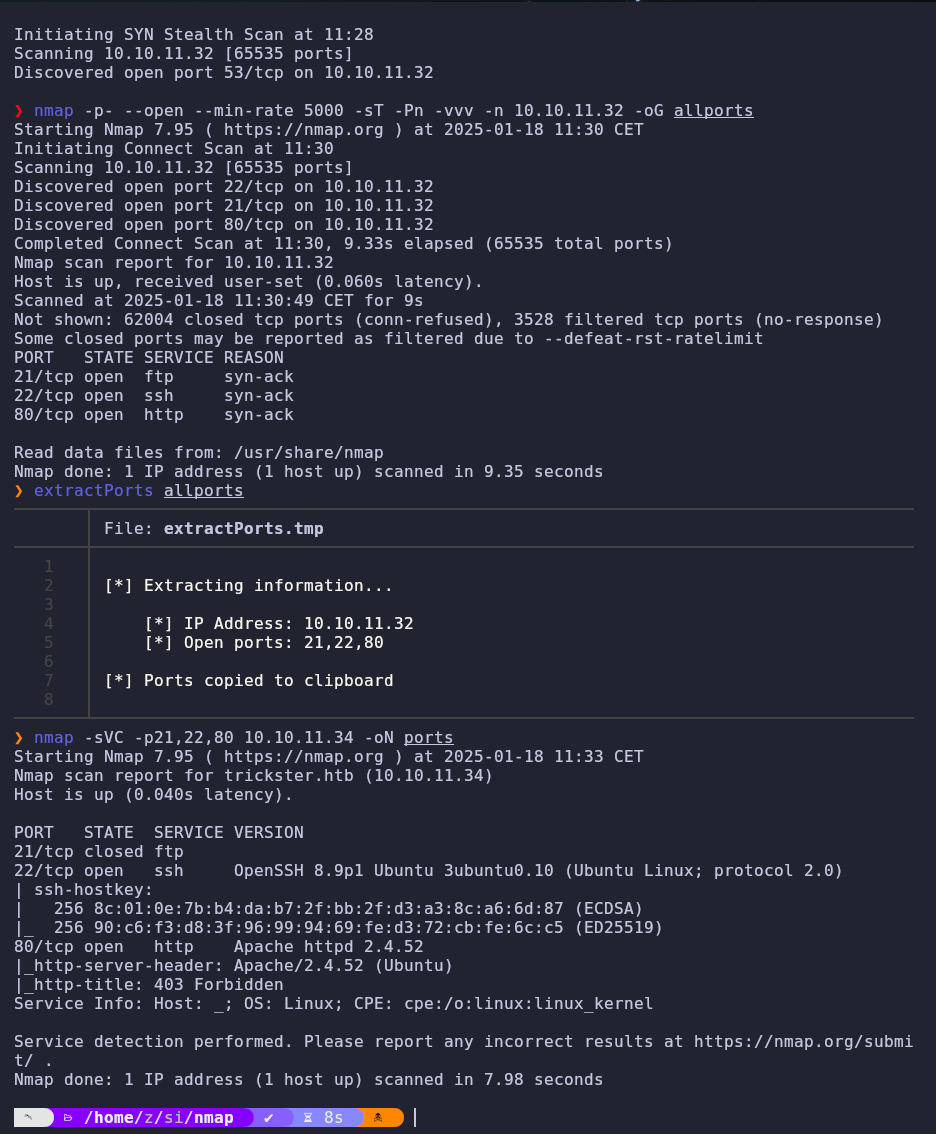 Initiating SYN Stealth Scan at 11:28
Scanning 10.10.11.32 [65535 ports]
Discovered open port 53/tcp on 10.10.11.32
❯ nmap -p- --open --min-rate 5000 -sT -Pn -vvv -n 10.10.11.32 -oG allports
Starting Nmap 7.95 ( https://nmap.org ) at 2025-01-18 11:30 CET
Initiating Connect Scan at 11:30
Scanning 10.10.11.32 [65535 ports]
Discovered open port 22/tcp on 10.10.11.32
Discovered open port 21/tcp on 10.10.11.32
Discovered open port 80/tcp on 10.10.11.32
Completed Connect Scan at 11:30, 9.33s elapsed (65535 total ports)
Nmap scan report for 10.10.11.32
Host is up, received user-set (0.060s latency).
Scanned at 2025-01-18 11:30:49 CET for 9s
Not shown: 62004 closed tcp ports (conn-refused), 3528 filtered tcp ports (no-response)
Some closed ports may be reported as filtered due to --defeat-rst-ratelimit
PORT   STATE SERVICE REASON
21/tcp open  ftp     syn-ack
22/tcp open  ssh     syn-ack
80/tcp open  http    syn-ack
Read data files from: /usr/share/nmap
Nmap done: 1 IP address (1 host up) scanned in 9.35 seconds
❯ extractPorts allports
File: extractPorts.tmp
1
2 [*] Extracting information...
3
4 [*] IP Address: 10.10.11.32
5 [*] Open ports: 21,22,80
6
7 [*] Ports copied to clipboard
8
❯ nmap -sVC -p21,22,80 10.10.11.34 -oN ports
Starting Nmap 7.95 ( https://nmap.org ) at 2025-01-18 11:33 CET
Nmap scan report for trickster.htb (10.10.11.34)
Host is up (0.040s latency).
PORT   STATE  SERVICE VERSION
21/tcp closed ftp
22/tcp open   ssh     OpenSSH 8.9p1 Ubuntu 3ubuntu0.10 (Ubuntu Linux; protocol 2.0)
| ssh-hostkey:
|   256 8c:01:0e:7b:b4:da:b7:2f:bb:2f:d3:a3:8c:a6:6d:87 (ECDSA)
|_  256 90:c6:f3:d8:3f:96:99:94:69:fe:d3:72:cb:fe:6c:c5 (ED25519)
80/tcp open   http    Apache httpd 2.4.52
|_http-server-header: Apache/2.4.52 (Ubuntu)
|_http-title: 403 Forbidden
Service Info: Host: _; OS: Linux; CPE: cpe:/o:linux:linux_kernel
Service detection performed. Please report any incorrect results at https://nmap.org/submi
t/ .
Nmap done: 1 IP address (1 host up) scanned in 7.98 seconds
/home/z/si/nmap ✔ 8s